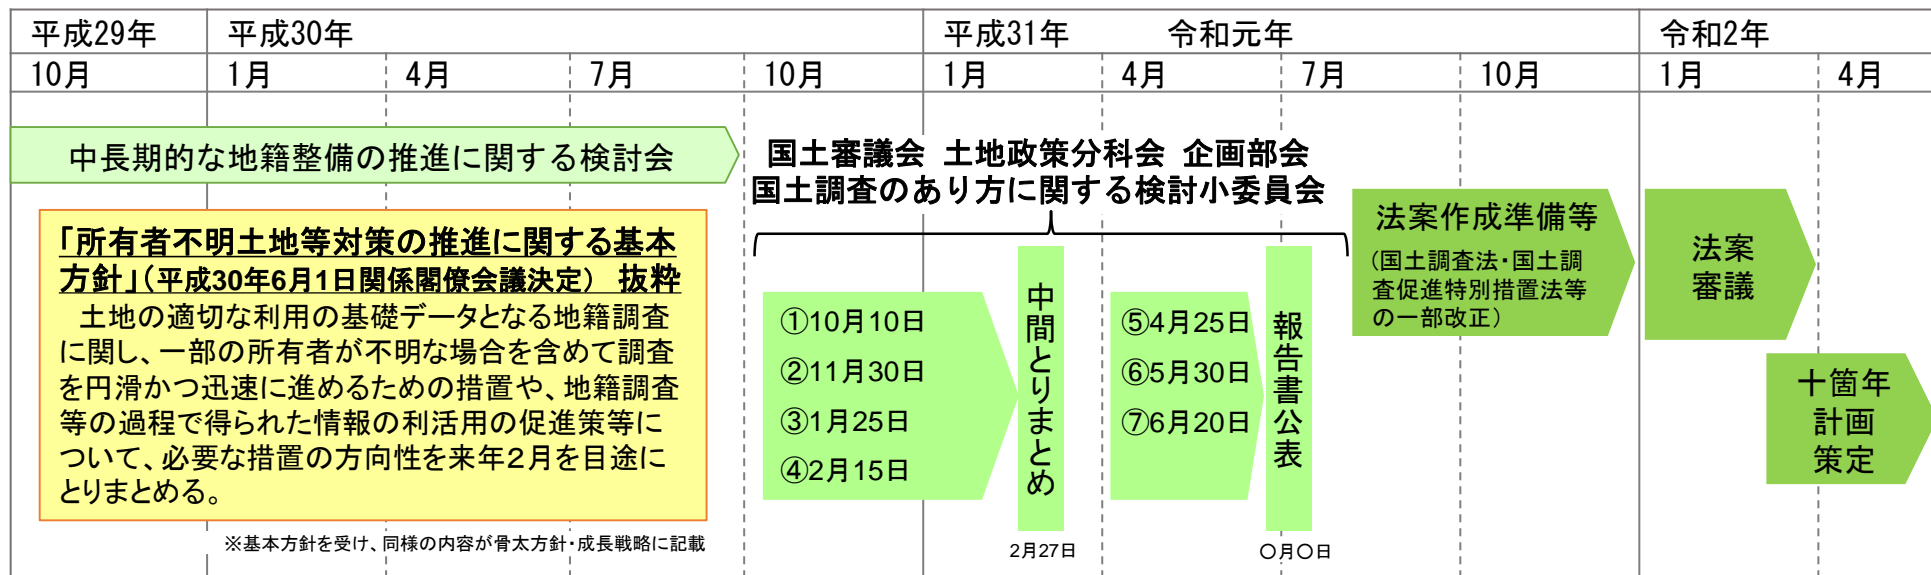 平成29年
平成30年
平成31年
令和元年
令和2年
10月
1月
4月
7月
10月
1月
4月
7月
10月
1月
4月
中長期的な地籍整備の推進に関する検討会
「所有者不明土地等対策の推進に関する基本
方針」(平成30年6月1日関係閣僚会議決定) 抜粋
土地の適切な利用の基礎データとなる地籍調査
に関し、一部の所有者が不明な場合を含めて調査
を円滑かつ迅速に進めるための措置や、地籍調査
等の過程で得られた情報の利活用の促進策等に
ついて、必要な措置の方向性を来年2月を目途に
とりまとめる。
※基本方針を受け、同様の内容が骨太方針・成長戦略に記載
国土審議会 土地政策分科会 企画部会
国土調査のあり方に関する検討小委員会
①10月10日
②11月30日
③1月25日
④2月15日
中間とりまとめ
2月27日
⑤4月25日
⑥5月30日
⑦6月20日
報告書公表
〇月〇日
法案作成準備等
(国土調査法・国土調
査促進特別措置法等
の一部改正)
法案
審議
十箇年
計画
策定